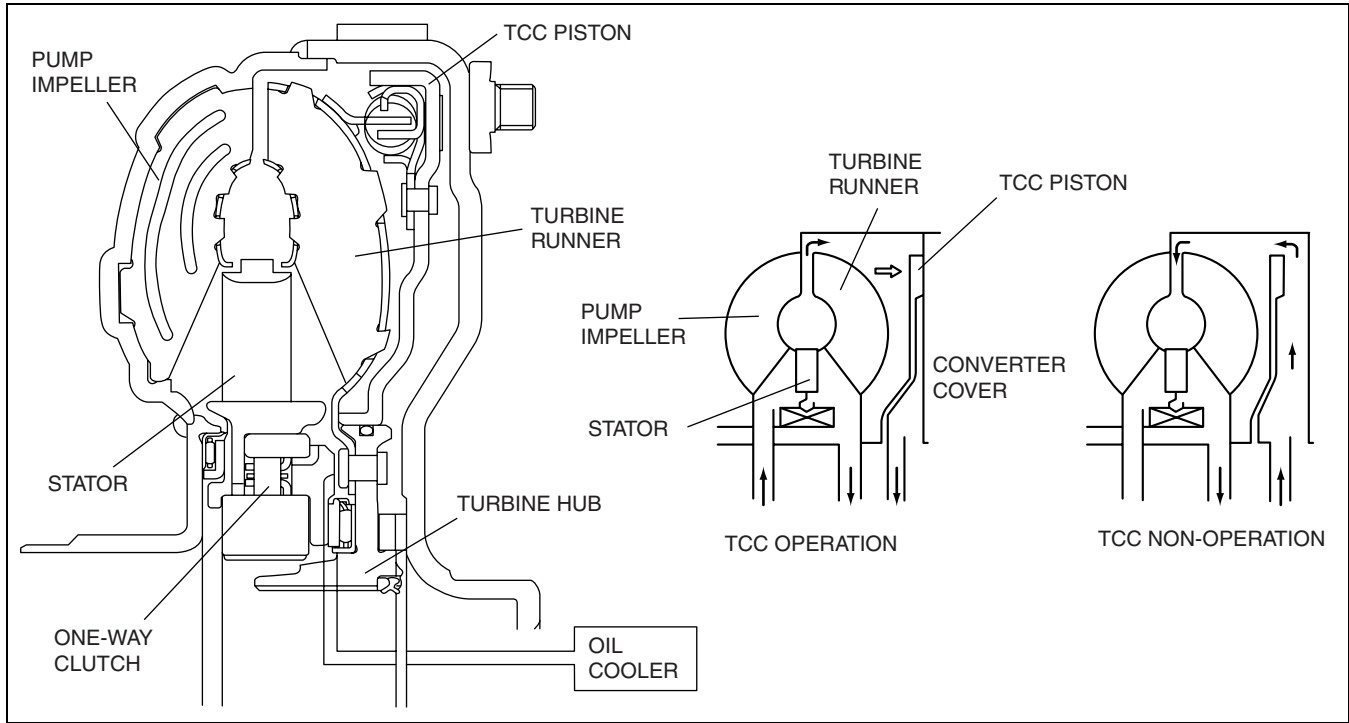 PUMP
IMPELLER
TCC PISTON
TURBINE
RUNNER
STATOR
TURBINE HUB
ONE-WAY
CLUTCH
OIL
COOLER
TURBINE
RUNNER
TCC PISTON
PUMP
IMPELLER
CONVERTER
COVER
STATOR
TCC OPERATION
TCC NON-OPERATION